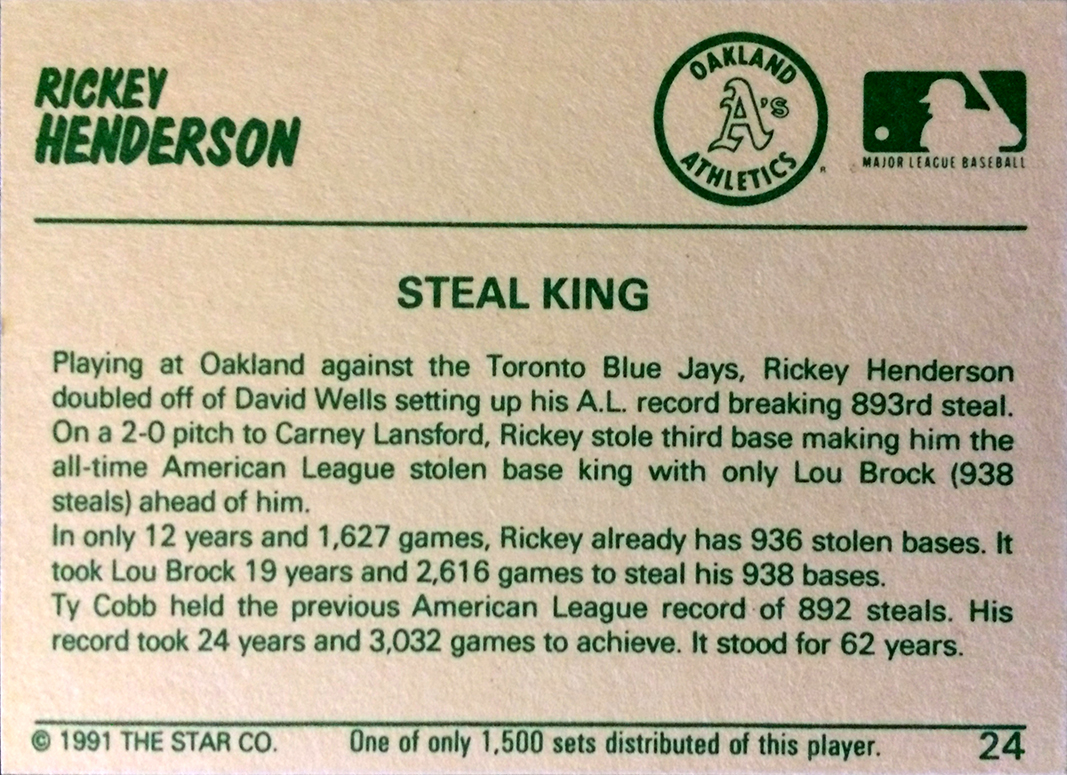 RICKEY
HENDERSON
OAKLAND
A's
ATHLETICS
®
MAJOR LEAGUE BASEBALL
STEAL KING
Playing at Oakland against the Toronto Blue Jays, Rickey Henderson
doubled off of David Wells setting up his A.L. record breaking 893rd steal.
On a 2-0 pitch to Carney Lansford, Rickey stole third base making him the
all-time American League stolen base king with only Lou Brock (938
steals) ahead of him.
In only 12 years and 1,627 games, Rickey already has 936 stolen bases. It
took Lou Brock 19 years and 2,616 games to steal his 938 bases.
Ty Cobb held the previous American League record of 892 steals. His
record took 24 years and 3,032 games to achieve. It stood for 62 years.
© 1991 THE STAR CO. One of only 1,500 sets distributed of this player. 24